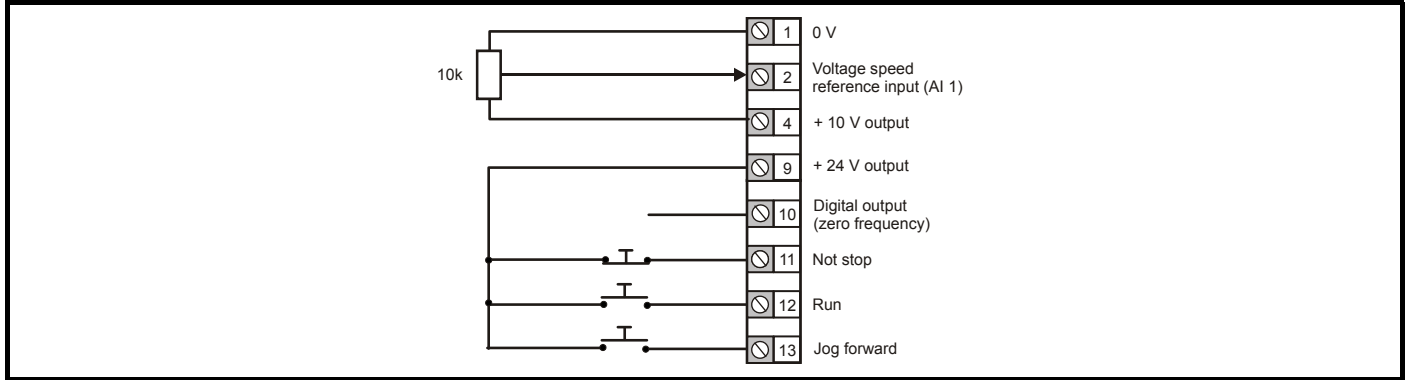 1 0 V
10k
2 Voltage speed
reference input (AI 1)
4 + 10 V output
9 + 24 V output
10 Digital output
(zero frequency)
11 Not stop
12 Run
13 Jog forward